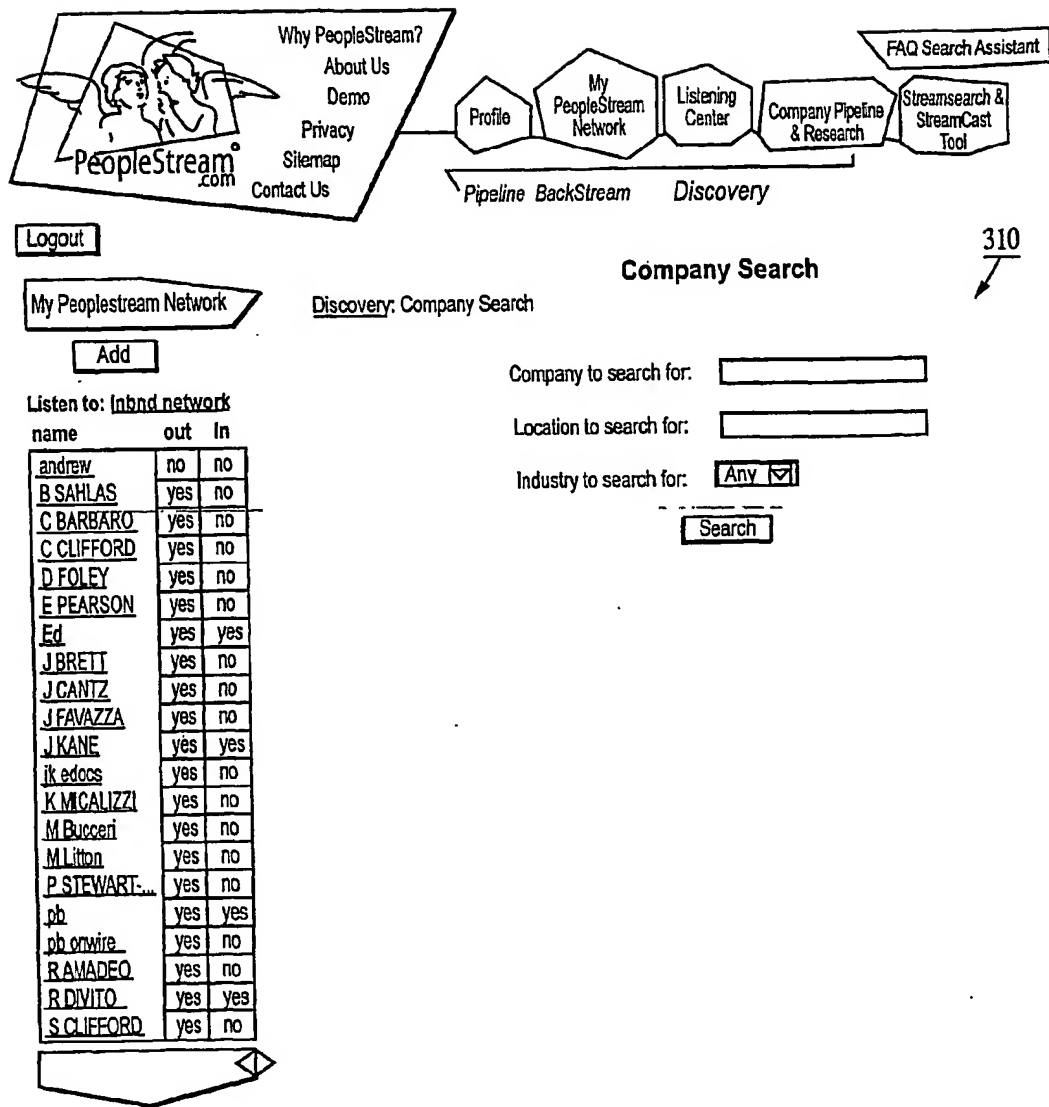 Why PeopleStream?
About Us
Demo
Privacy
Sitemap
Contact Us
PeopleStream
.com
FAQ Search Assistant
Profile
My
PeopleStream
Network
Listening
Center
Company Pipeline
& Research
Streamsearch &
StreamCast
Tool
Pipeline BackStream Discovery
Logout
310
Company Search
My Peoplestream Network
Discovery: Company Search
Add
Company to search for:
Listen to: Inbnd network
Location to search for:
name out In
Industry to search for: Any
Search
andrew no no
B SAHLAS yes no
C BARBARO yes no
C CLIFFORD yes no
D FOLEY yes no
E PEARSON yes no
Ed yes yes
J BRETT yes no
J CANTZ yes no
J FAVAZZA yes no
J KANE yes yes
jk edocs yes no
K MICALIZZI yes no
M Bucceri yes no
M Litton yes no
P STEWART-... yes no
pb yes yes
pb onwire yes no
R AMADEO yes no
R DIVITO yes yes
S CLIFFORD yes no